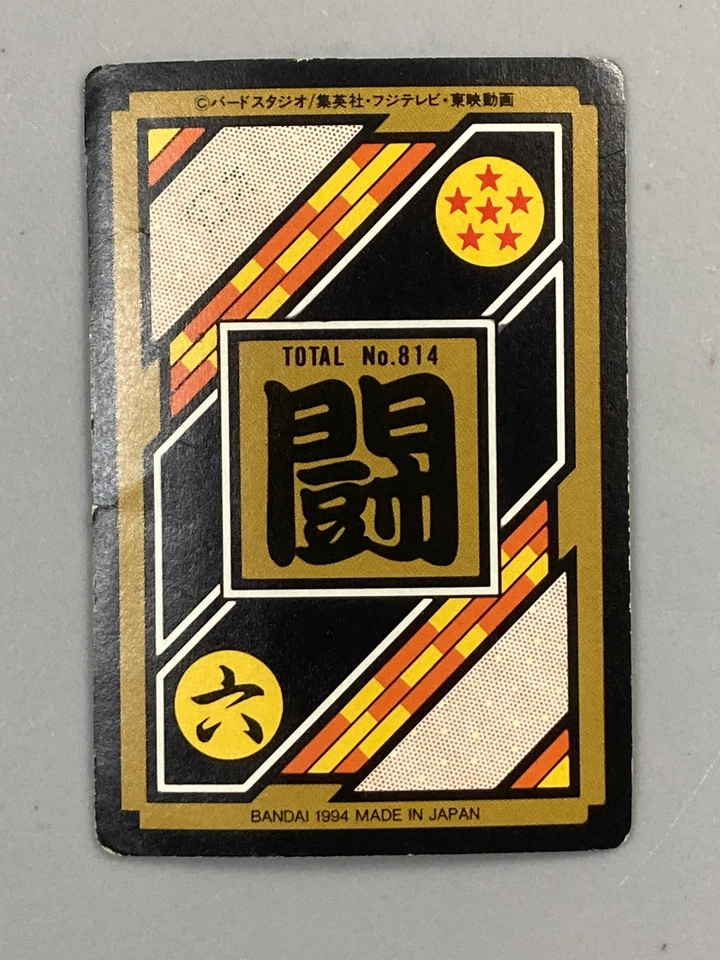 ©バードスタジオ/集英社・フジテレビ・東映動画
TOTAL No.814
闘
六
BANDAI 1994 MADE IN JAPAN